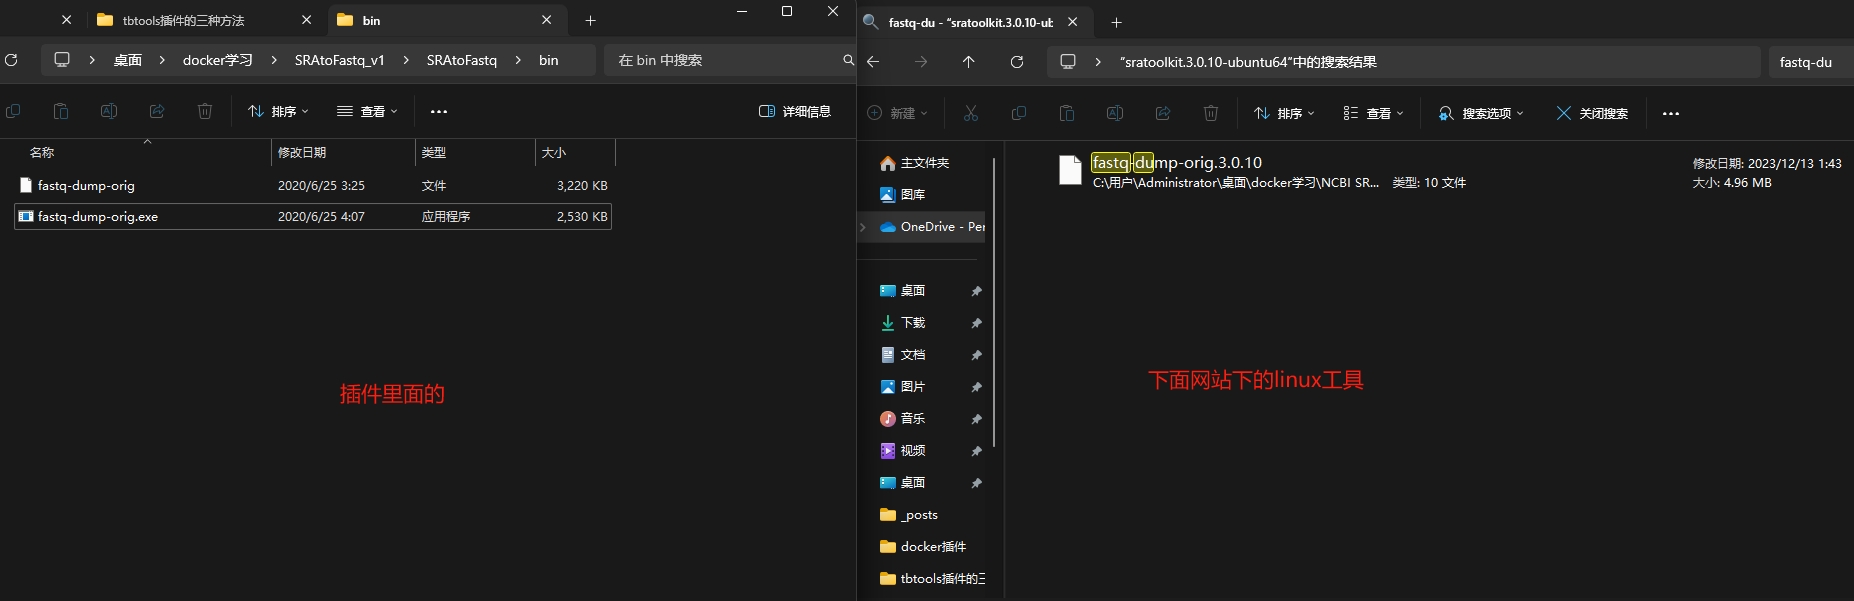 tbtools插件的三种方法
bin
桌面 docker学习 SRAtoFastq_v1 SRAtoFastq bin
在 bin 中搜索
排序 查看 详细信息
名称 修改日期 类型 大小
fastq-dump-orig 2020/6/25 3:25 文件 3,220 KB
fastq-dump-orig.exe 2020/6/25 4:07 应用程序 2,530 KB
插件里面的
fastq-du - "sratoolkit.3.0.10-ub
"sratoolkit.3.0.10-ubuntu64"中的搜索结果
fastq-du
新建 排序 查看 搜索选项 关闭搜索
主文件夹
图库
OneDrive - Per
桌面
下载
文档
图片
音乐
视频
桌面
_posts
docker插件
tbtools插件的三
fastq-dump-orig.3.0.10 修改日期: 2023/12/13 1:43
C:\用户\Administrator\桌面\docker学习\NCBI SR... 类型: 10 文件 大小: 4.96 MB
下面网站下的linux工具